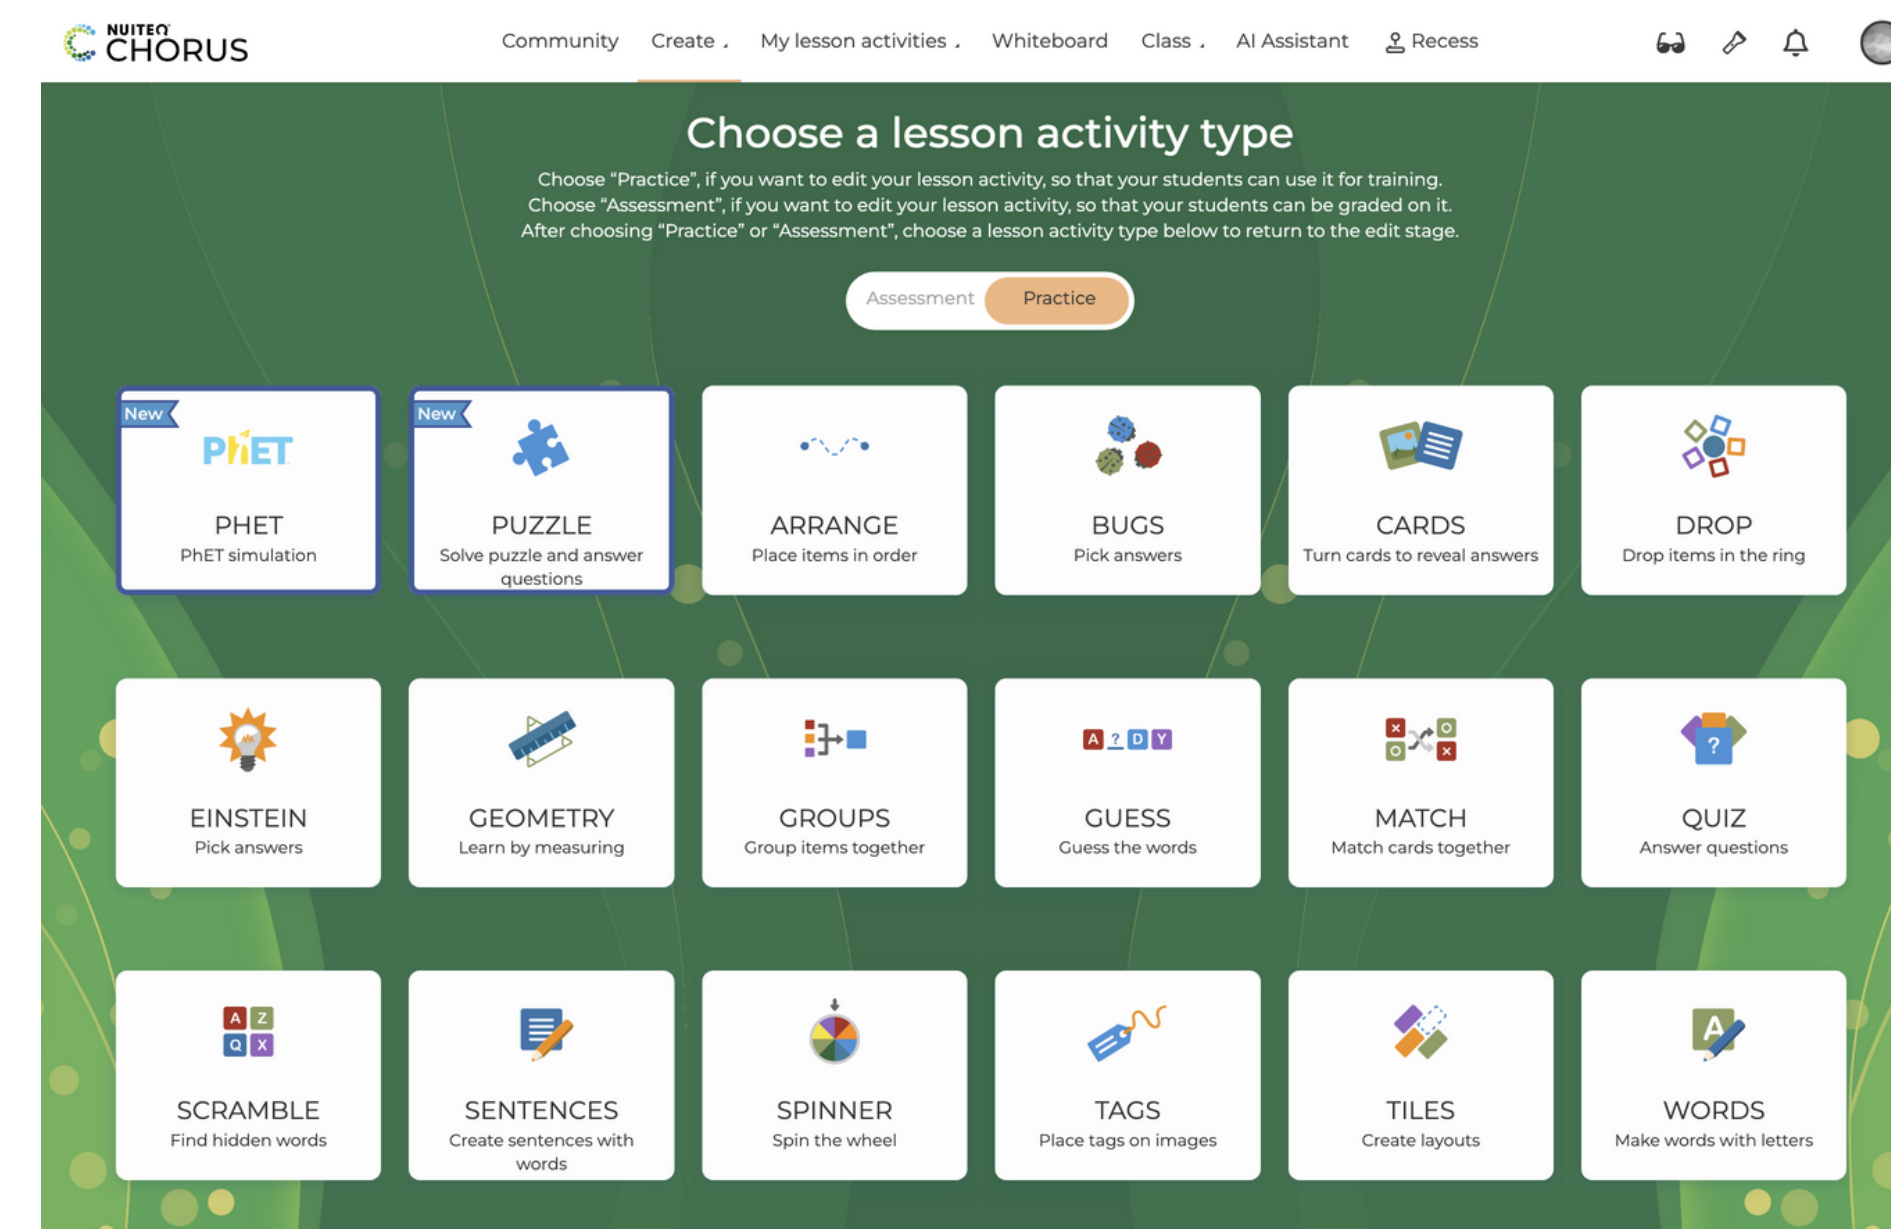 NUITEQ
CHORUS
Community Create My lesson activities Whiteboard Class AI Assistant Recess
Choose a lesson activity type
Choose “Practice”, if you want to edit your lesson activity, so that your students can use it for training.
Choose “Assessment”, if you want to edit your lesson activity, so that your students can be graded on it.
After choosing “Practice” or “Assessment”, choose a lesson activity type below to return to the edit stage.
Assessment Practice
New
PhET
PHET
PhET simulation
New
PUZZLE
Solve puzzle and answer
questions
ARRANGE
Place items in order
BUGS
Pick answers
CARDS
Turn cards to reveal answers
DROP
Drop items in the ring
EINSTEIN
Pick answers
GEOMETRY
Learn by measuring
GROUPS
Group items together
A ? D Y
GUESS
Guess the words
X O
O X
MATCH
Match cards together
?
QUIZ
Answer questions
A Z
Q X
SCRAMBLE
Find hidden words
SENTENCES
Create sentences with
words
SPINNER
Spin the wheel
TAGS
Place tags on images
TILES
Create layouts
A
WORDS
Make words with letters